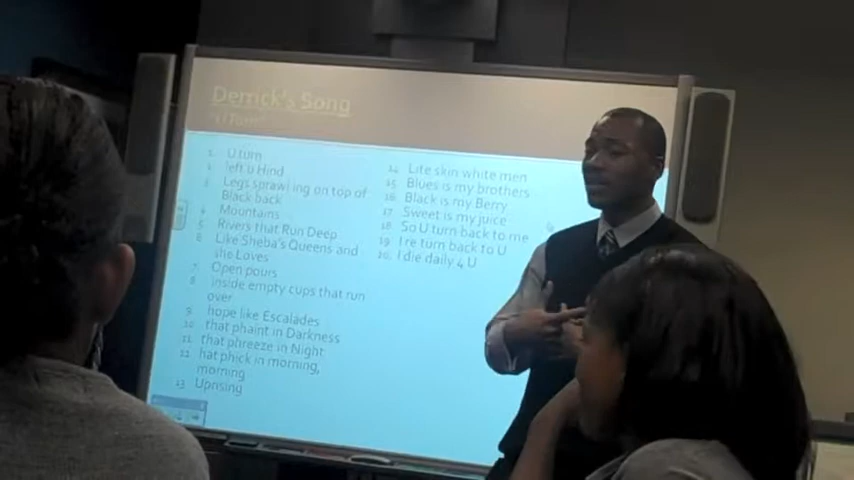 Derrick's Song
"U Turn"
1. U turn
2. left U Hind
3. Legs sprawling on top of
Black back
4. Mountains
5. Rivers that Run Deep
6. Like Sheba's Queens and
the Loves
7. Open pours
8. inside empty cups that run
over
9. hope like Escalades
10. that phaint in Darkness
11. that phreeze in Night
12. hat phick in morning,
morning
13. Uprising
14. Lite skin white men
15. Blues is my brothers
16. Black is my Berry
17. Sweet is my juice
18. So U turn back to me
19. I re turn back to U
20. I die daily 4 U